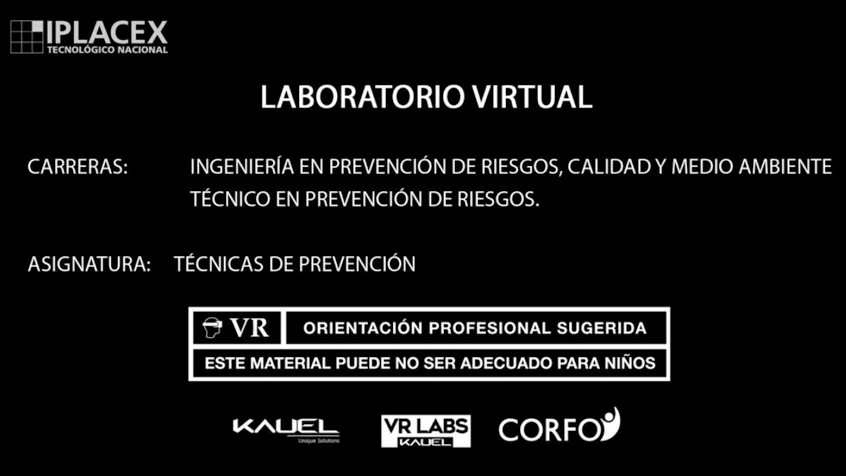 IPLACEX
TECNOLÓGICO NACIONAL
LABORATORIO VIRTUAL
CARRERAS: INGENIERÍA EN PREVENCIÓN DE RIESGOS, CALIDAD Y MEDIO AMBIENTE
TÉCNICO EN PREVENCIÓN DE RIESGOS.
ASIGNATURA: TÉCNICAS DE PREVENCIÓN
VR ORIENTACIÓN PROFESIONAL SUGERIDA
ESTE MATERIAL PUEDE NO SER ADECUADO PARA NIÑOS
KAUEL
Unique Solutions
VR LABS
KAUEL
CORFO